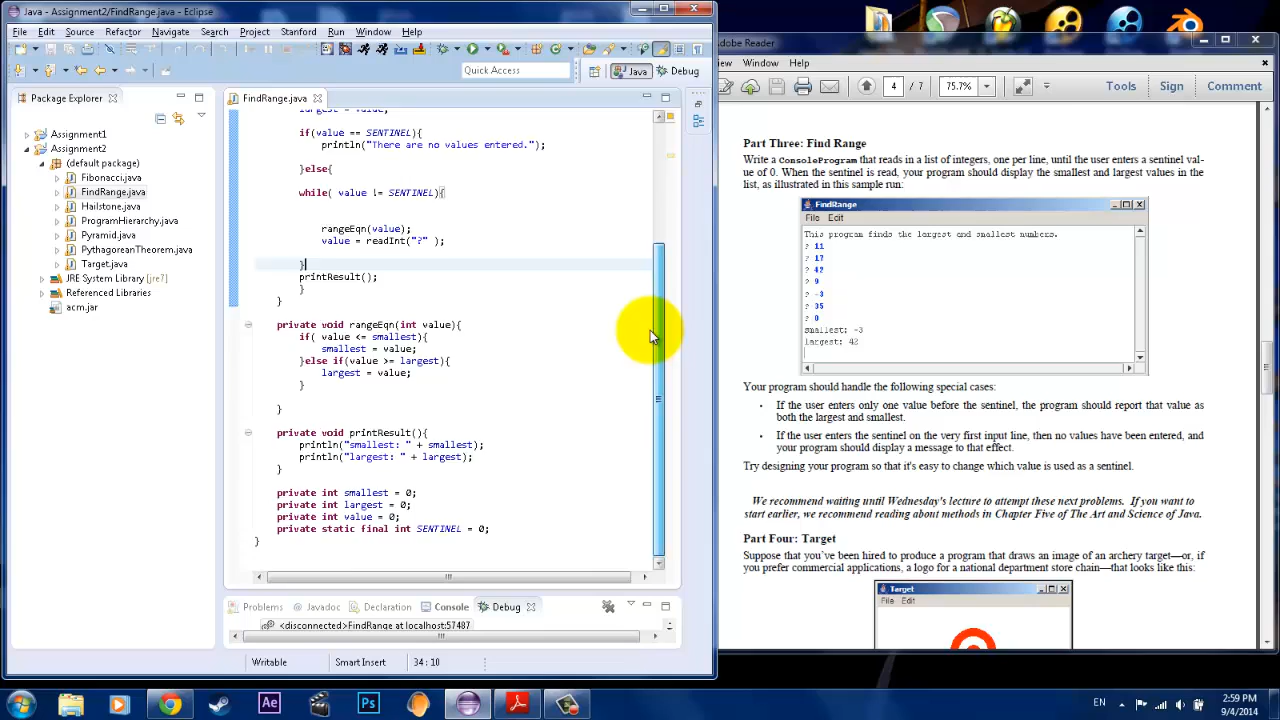 Java - Assignment2/FindRange.java - Eclipse
File Edit Source Refactor Navigate Search Project Standrd Run Window Help
Quick Access
Java Debug
Package Explorer
Assignment1
Assignment2
(default package)
Fibonacci.java
FindRange.java
Hailstone.java
ProgramHierarchy.java
Pyramid.java
PythagoreanTheorem.java
Target.java
JRE System Library [jre7]
Referenced Libraries
acm.jar
FindRange.java
if(value == SENTINEL){
println("There are no values entered.");
}else{
while( value != SENTINEL){
rangeEqn(value);
value = readInt("?" );
}
printResult();
}
}
private void rangeEqn(int value){
if( value <= smallest){
smallest = value;
}else if(value >= largest){
largest = value;
}
}
private void printResult(){
println("smallest: " + smallest);
println("largest: " + largest);
}
private int smallest = 0;
private int largest = 0;
private int value = 0;
private static final int SENTINEL = 0;
}
Problems Javadoc Declaration Console Debug
<disconnected>FindRange at localhost:57487
Writable Smart Insert 34 : 10
Adobe Reader
Window Help
4 / 7 75.7% Tools Sign Comment
Part Three: Find Range
Write a ConsoleProgram that reads in a list of integers, one per line, until the user enters a sentinel val-
ue of 0. When the sentinel is read, your program should display the smallest and largest values in the
list, as illustrated in this sample run:
FindRange
File Edit
This program finds the largest and smallest numbers.
? 11
? 17
? 42
? 9
? -3
? 35
? 0
smallest: -3
largest: 42
Your program should handle the following special cases:
• If the user enters only one value before the sentinel, the program should report that value as
both the largest and smallest.
• If the user enters the sentinel on the very first input line, then no values have been entered, and
your program should display a message to that effect.
Try designing your program so that it's easy to change which value is used as a sentinel.
We recommend waiting until Wednesday's lecture to attempt these next problems. If you want to
start earlier, we recommend reading about methods in Chapter Five of The Art and Science of Java.
Part Four: Target
Suppose that you've been hired to produce a program that draws an image of an archery target—or, if
you prefer commercial applications, a logo for a national department store chain—that looks like this:
Target
File Edit
Ae
Ps
EN
2:59 PM
9/4/2014